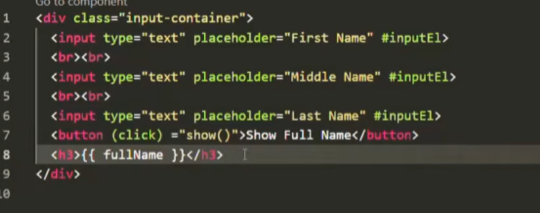 Go to component
1 <div class="input-container">
2 <input type="text" placeholder="First Name" #inputEl>
3 <br><br>
4 <input type="text" placeholder="Middle Name" #inputEl>
5 <br><br>
6 <input type="text" placeholder="Last Name" #inputEl>
7 <button (click) ="show()">Show Full Name</button>
8 <h3>{{ fullName }}</h3>
9 </div>
10